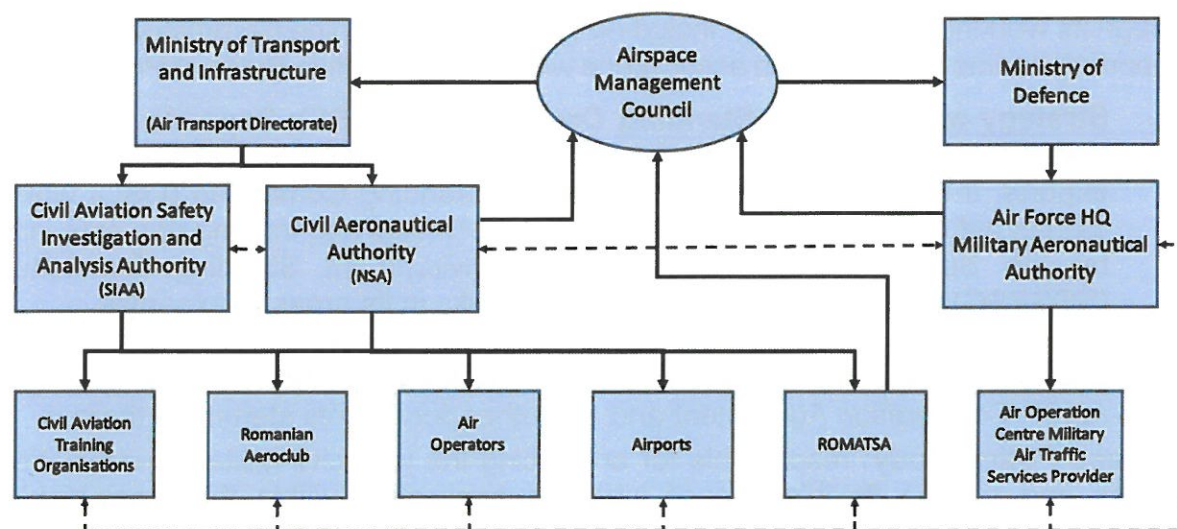 Ministry of Transport
and Infrastructure
(Air Transport Directorate)
Airspace
Management
Council
Ministry of
Defence
Civil Aviation Safety
Investigation and
Analysis Authority
(SIAA)
Civil Aeronautical
Authority
(NSA)
Air Force HQ
Military Aeronautical
Authority
Civil Aviation
Training
Organisations
Romanian
Aeroclub
Air
Operators
Airports
ROMATSA
Air Operation
Centre Military
Air Traffic
Services Provider